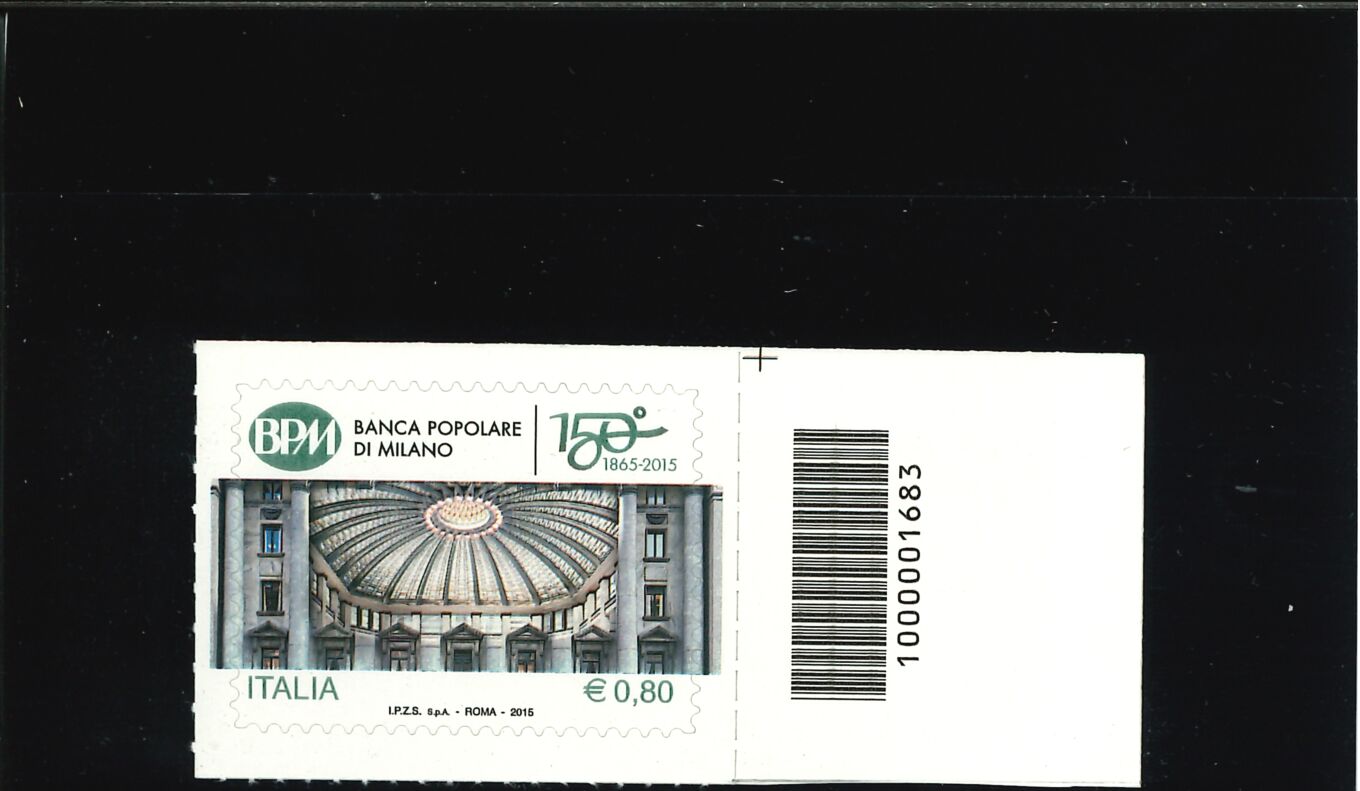 BPM
BANCA POPOLARE
DI MILANO
150°
1865-2015
ITALIA
€ 0,80
I.P.Z.S. S.p.A. - ROMA - 2015
1000001683